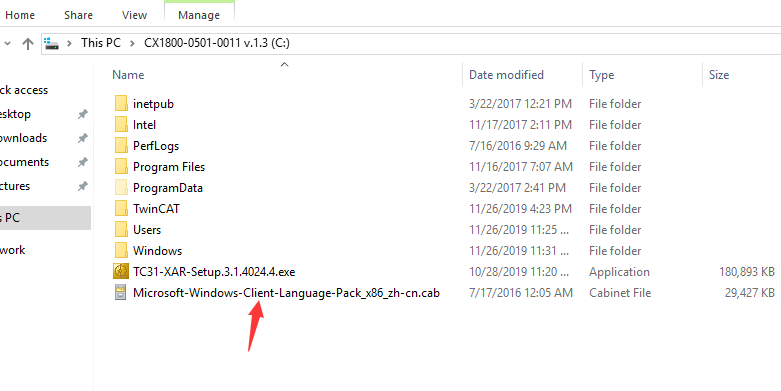 Home Share View Manage
This PC CX1800-0501-0011 v.1.3 (C:)
Name Date modified Type Size
ck access
esktop
ownloads
ocuments
ctures
s PC
work
inetpub 3/22/2017 12:21 PM File folder
Intel 11/17/2017 2:11 PM File folder
PerfLogs 7/16/2016 9:29 AM File folder
Program Files 11/16/2017 7:07 AM File folder
ProgramData 3/22/2017 2:41 PM File folder
TwinCAT 11/26/2019 4:23 PM File folder
Users 11/26/2019 11:25 ... File folder
Windows 11/26/2019 11:31 ... File folder
TC31-XAR-Setup.3.1.4024.4.exe 10/28/2019 11:20 ... Application 180,893 KB
Microsoft-Windows-Client-Language-Pack_x86_zh-cn.cab 7/17/2016 12:05 AM Cabinet File 29,427 KB